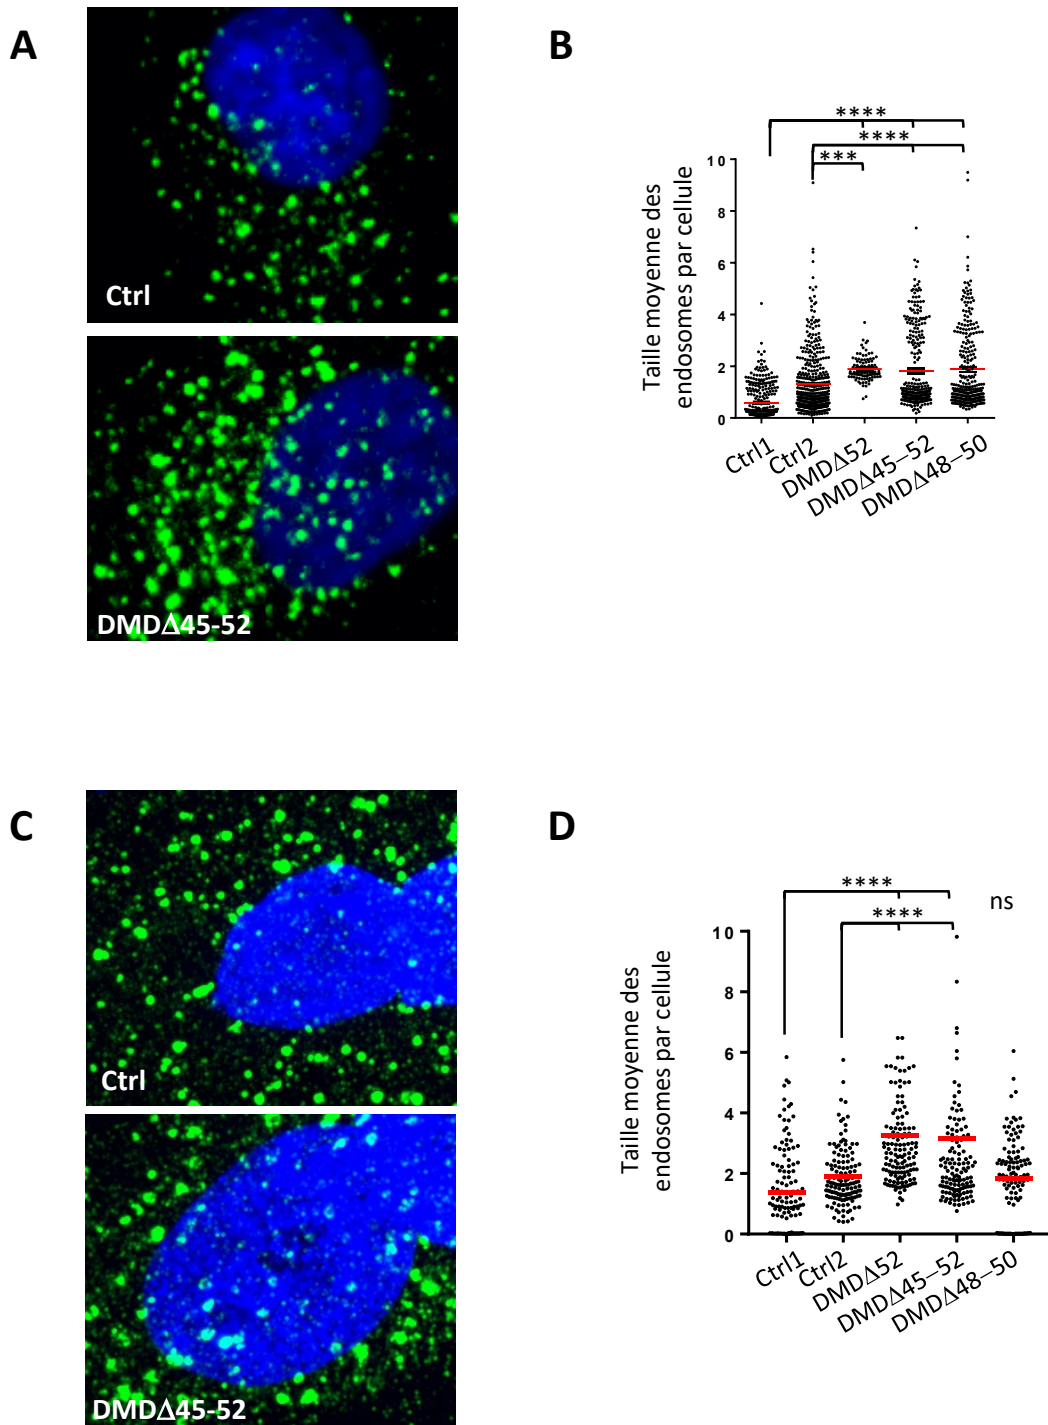 A
Ctrl
DMDΔ45-52
B
****
****
***
Taille moyenne des
endosomes par cellule
10
8
6
4
2
0
Ctrl1
Ctrl2
DMDΔ52
DMDΔ45–52
DMDΔ48–50
C
Ctrl
DMDΔ45-52
D
****
ns
****
Taille moyenne des
endosomes par cellule
10
8
6
4
2
0
Ctrl1
Ctrl2
DMDΔ52
DMDΔ45–52
DMDΔ48–50